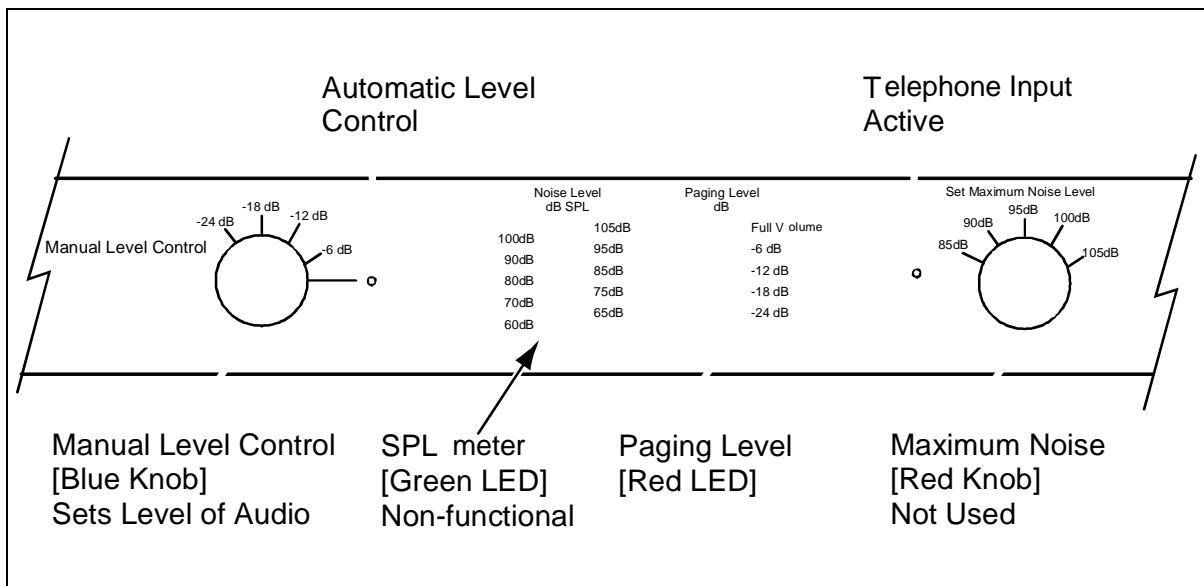 Automatic Level
Control
Telephone Input
Active
Manual Level Control
-24 dB
-18 dB
-12 dB
-6 dB
Noise Level
dB SPL
100dB
90dB
80dB
70dB
60dB
105dB
95dB
85dB
75dB
65dB
Paging Level
dB
Full V olume
-6 dB
-12 dB
-18 dB
-24 dB
Set Maximum Noise Level
85dB
90dB
95dB
100dB
105dB
Manual Level Control
[Blue Knob]
Sets Level of Audio
SPL meter
[Green LED]
Non-functional
Paging Level
[Red LED]
Maximum Noise
[Red Knob]
Not Used